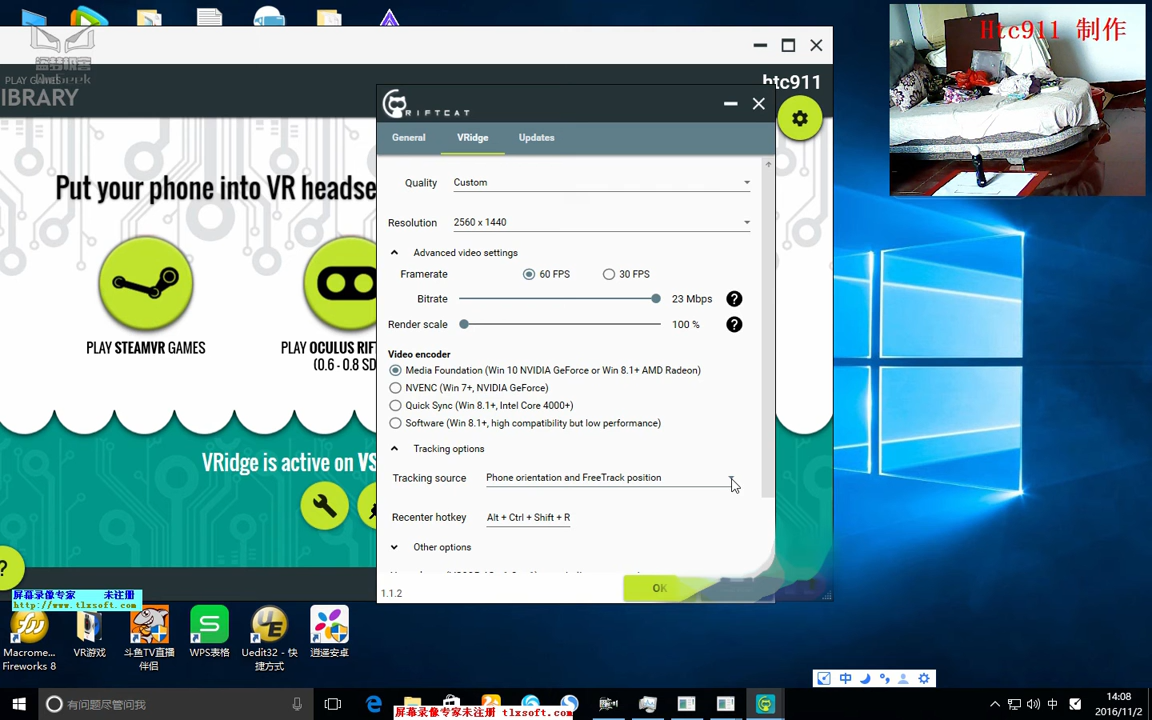 Htc911 制作
PLAY GAMES
IBRARY
htc911
RIFTCAT
General
VRidge
Updates
Quality
Custom
Resolution
2560 x 1440
Advanced video settings
Framerate
60 FPS
30 FPS
Bitrate
23 Mbps
?
Render scale
100 %
?
Video encoder
Media Foundation (Win 10 NVIDIA GeForce or Win 8.1+ AMD Radeon)
NVENC (Win 7+, NVIDIA GeForce)
Quick Sync (Win 8.1+, Intel Core 4000+)
Software (Win 8.1+, high compatibility but low performance)
Tracking options
Tracking source
Phone orientation and FreeTrack position
Recenter hotkey
Alt + Ctrl + Shift + R
Other options
OK
1.1.2
Put your phone into VR headse
PLAY STEAMVR GAMES
PLAY OCULUS RIFT
(0.6 - 0.8 SD
VRidge is active on VS
?
屏幕录像专家 未注册
http://www.tlxsoft.com
Macrome...
Fireworks 8
VR游戏
斗鱼TV直播
伴侣
WPS表格
Uedit32 - 快
捷方式
逍遥安卓
中
有问题尽管问我
屏幕录像专家未注册 tlxsoft.com
中
14:08
2016/11/2